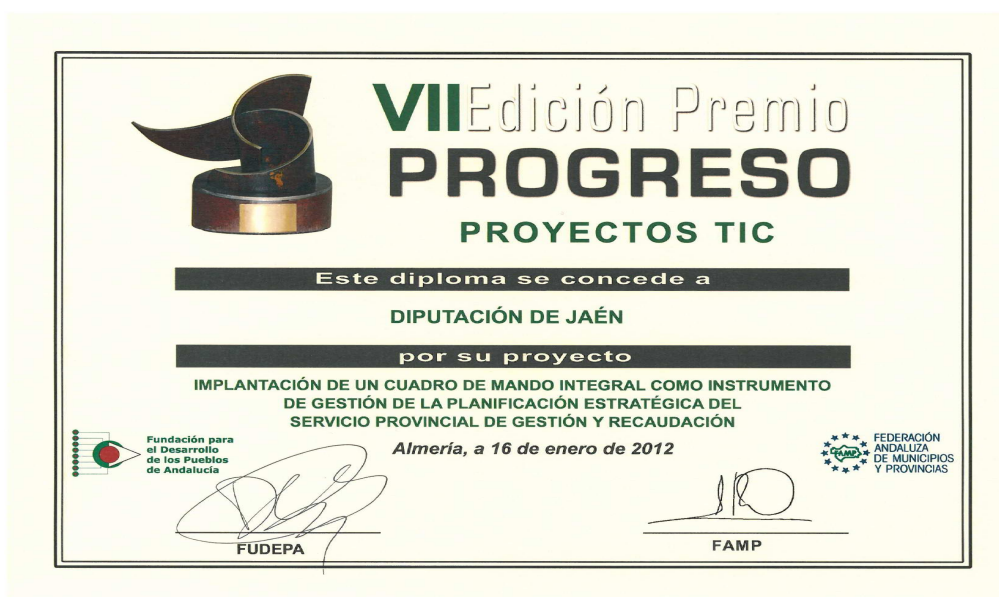 VII Edición Premio
PROGRESO
PROYECTOS TIC
Este diploma se concede a
DIPUTACIÓN DE JAÉN
por su proyecto
IMPLANTACIÓN DE UN CUADRO DE MANDO INTEGRAL COMO INSTRUMENTO
DE GESTIÓN DE LA PLANIFICACIÓN ESTRATÉGICA DEL
SERVICIO PROVINCIAL DE GESTIÓN Y RECAUDACIÓN
Almería, a 16 de enero de 2012
Fundación para
el Desarrollo
de los Pueblos
de Andalucía
FAMP
FEDERACIÓN
ANDALUZA
DE MUNICIPIOS
Y PROVINCIAS
FUDEPA
FAMP